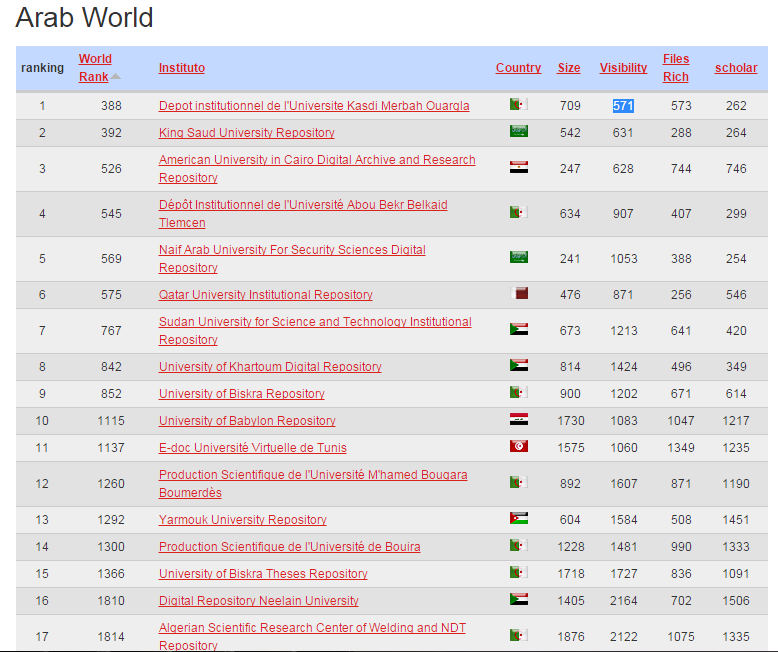 Arab World
ranking World Rank Instituto Country Size Visibility Files Rich scholar
1 388 Depot institutionnel de l'Universite Kasdi Merbah Ouargla 709 571 573 262
2 392 King Saud University Repository 542 631 288 264
3 526 American University in Cairo Digital Archive and Research
Repository 247 628 744 746
4 545 Dépôt Institutionnel de l'Université Abou Bekr Belkaid
Tlemcen 634 907 407 299
5 569 Naif Arab University For Security Sciences Digital
Repository 241 1053 388 254
6 575 Qatar University Institutional Repository 476 871 256 546
7 767 Sudan University for Science and Technology Institutional
Repository 673 1213 641 420
8 842 University of Khartoum Digital Repository 814 1424 496 349
9 852 University of Biskra Repository 900 1202 671 614
10 1115 University of Babylon Repository 1730 1083 1047 1217
11 1137 E-doc Université Virtuelle de Tunis 1575 1060 1349 1235
12 1260 Production Scientifique de l'Université M'hamed Bougara
Boumerdès 892 1607 871 1190
13 1292 Yarmouk University Repository 604 1584 508 1451
14 1300 Production Scientifique de l'Université de Bouira 1228 1481 990 1333
15 1366 University of Biskra Theses Repository 1718 1727 836 1091
16 1810 Digital Repository Neelain University 1405 2164 702 1506
17 1814 Algerian Scientific Research Center of Welding and NDT
Repository 1876 2122 1075 1335